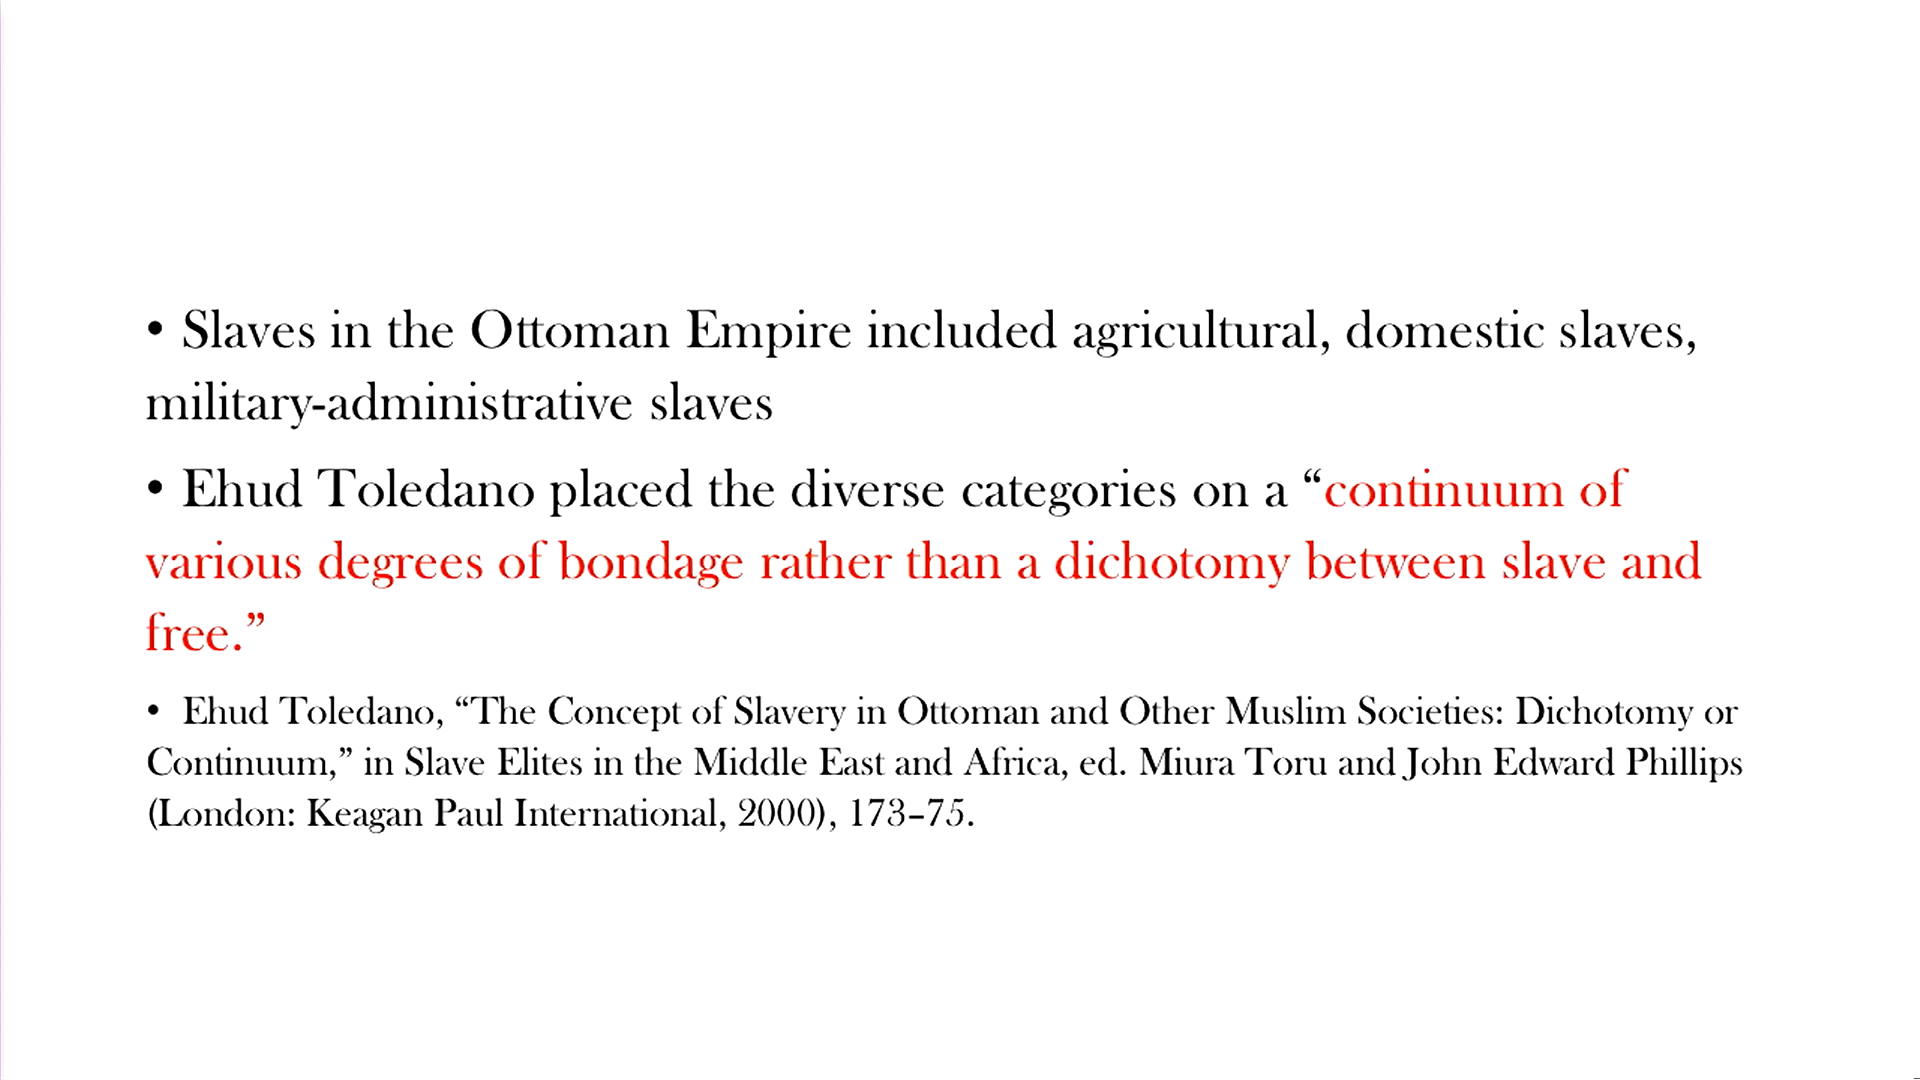 • Slaves in the Ottoman Empire included agricultural, domestic slaves,
military-administrative slaves
• Ehud Toledano placed the diverse categories on a “continuum of
various degrees of bondage rather than a dichotomy between slave and
free.”
• Ehud Toledano, “The Concept of Slavery in Ottoman and Other Muslim Societies: Dichotomy or
Continuum,” in Slave Elites in the Middle East and Africa, ed. Miura Toru and John Edward Phillips
(London: Keagan Paul International, 2000), 173–75.